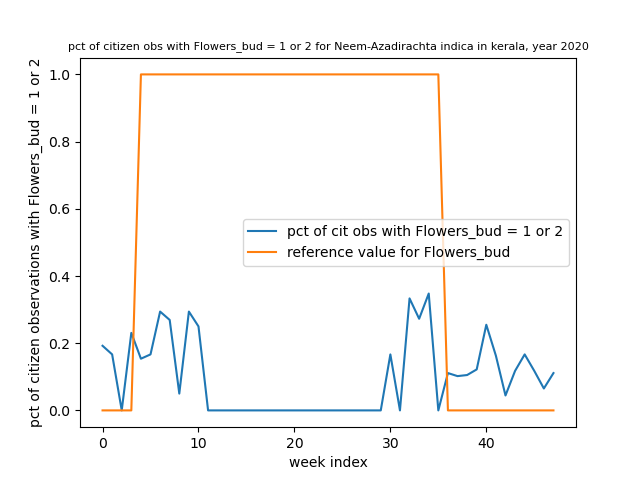 pct of citizen obs with Flowers_bud = 1 or 2 for Neem-Azadirachta indica in kerala, year 2020
pct of citizen observations with Flowers_bud = 1 or 2
1.0
0.8
0.6
0.4
0.2
0.0
pct of cit obs with Flowers_bud = 1 or 2
reference value for Flowers_bud
0 10 20 30 40
week index